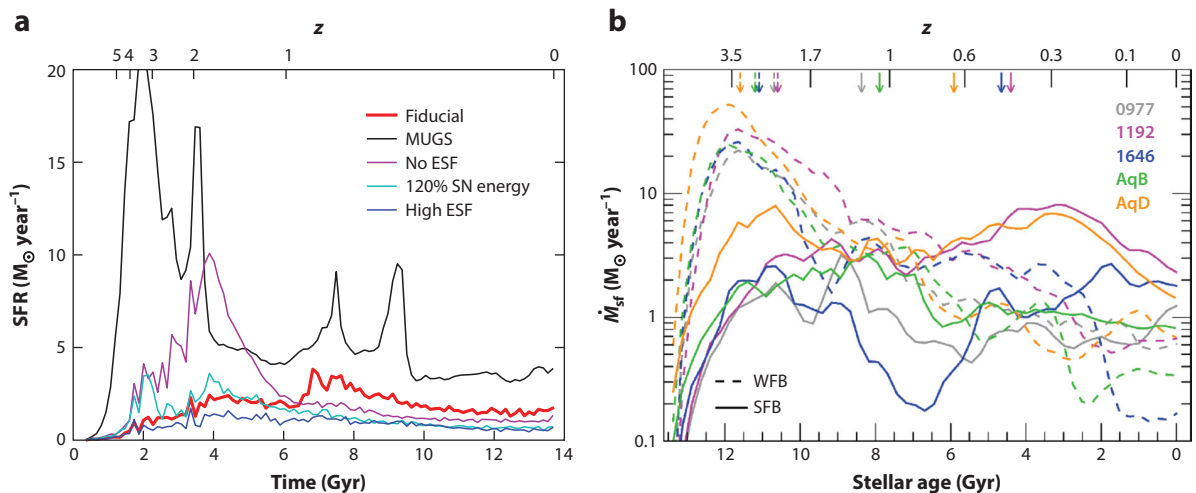 a
z
5 4 3 2 1 0
20
15
10
5
0
SFR (M⊙ year⁻¹)
Fiducial
MUGS
No ESF
120% SN energy
High ESF
0 2 4 6 8 10 12 14
Time (Gyr)
b
z
3.5 1.7 1 0.6 0.3 0.1 0
100
10
1
0.1
Ṁsf (M⊙ year⁻¹)
0977
1192
1646
AqB
AqD
WFB
SFB
12 10 8 6 4 2 0
Stellar age (Gyr)